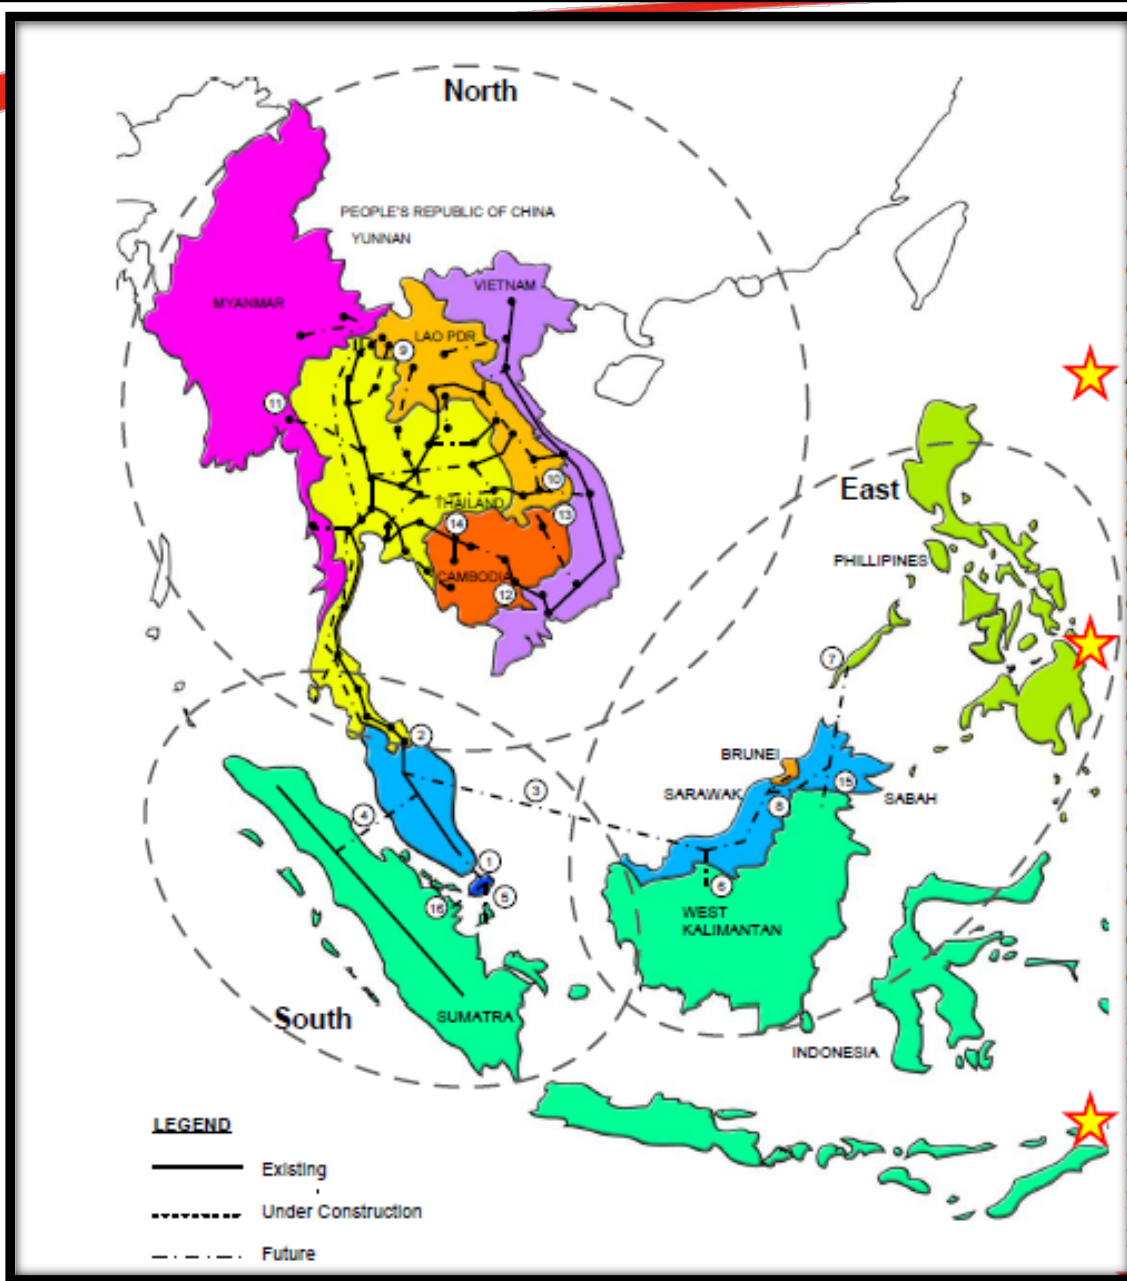 North
PEOPLE'S REPUBLIC OF CHINA
YUNNAN
VIETNAM
MYANMAR
LAO PDR
9
11
East
10
THAILAND
14
13
PHILLIPINES
CAMBODIA
12
7
2
BRUNEI
15
3
SARAWAK
8
SABAH
4
1
6
5
16
WEST
KALIMANTAN
South
SUMATRA
INDONESIA
LEGEND
Existing
Under Construction
Future